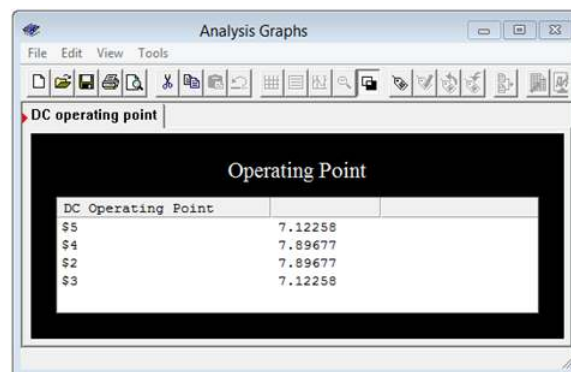 Analysis Graphs
File Edit View Tools
DC operating point
Operating Point
DC Operating Point
$5 7.12258
$4 7.89677
$2 7.89677
$3 7.12258